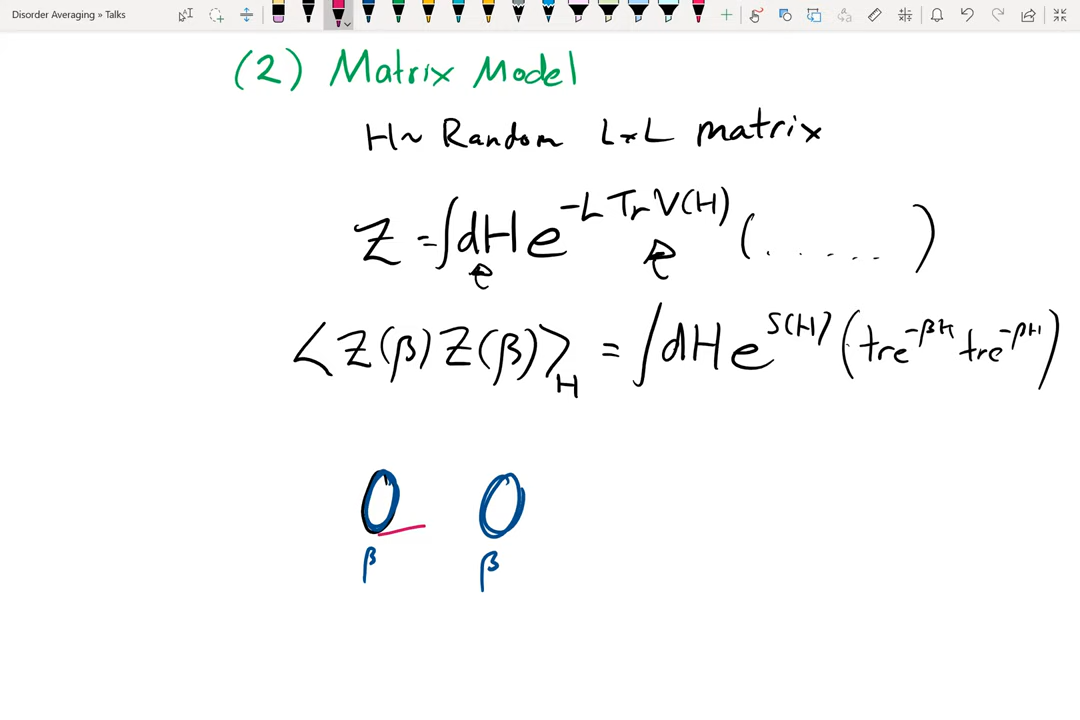 Disorder Averaging » Talks
(2) Matrix Model
H ~ Random L×L matrix
Z = ∫dH e^{-L Tr V(H)} (......)
⟨Z(β)Z(β)⟩_H = ∫dH e^{S(H)} (tr e^{-βH} tr e^{-βH})
β β